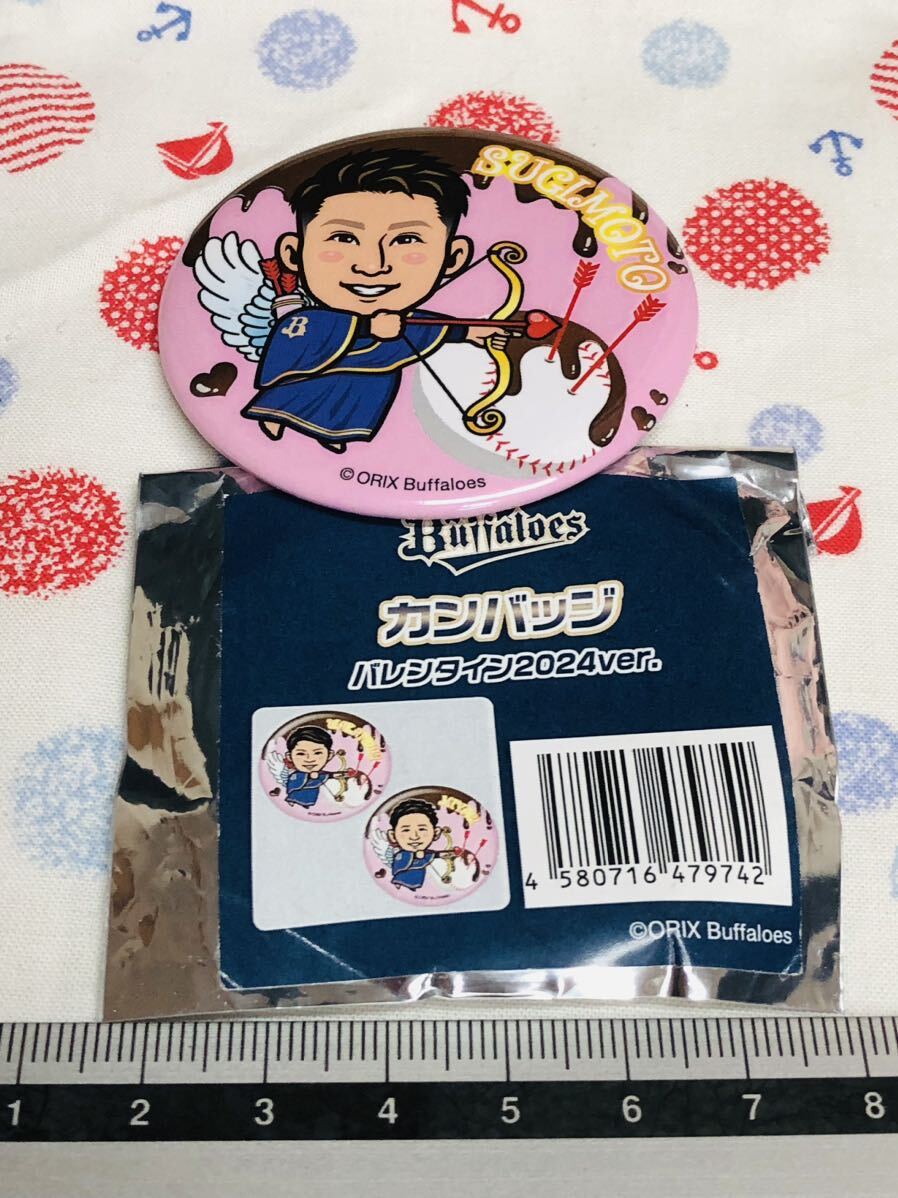 SUGIMOTO
B
©ORIX Buffaloes
Buffaloes
カンバッジ
バレンタイン2024ver.
4 580716 479742
©ORIX Buffaloes
1 2 3 4 5 6 7 8